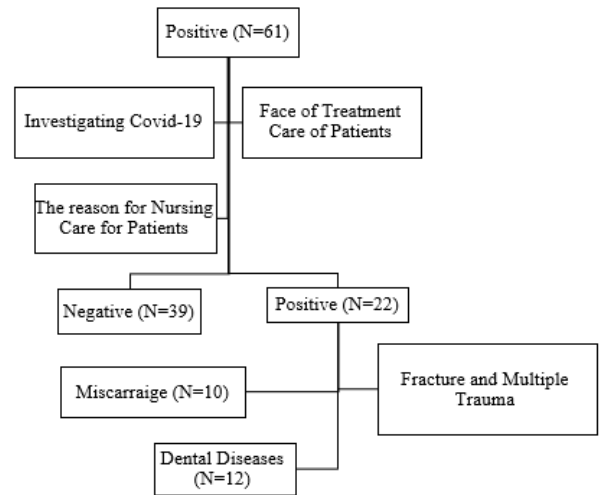 Positive (N=61)
Investigating Covid-19
Face of Treatment
Care of Patients
The reason for Nursing
Care for Patients
Negative (N=39)
Positive (N=22)
Miscarraige (N=10)
Fracture and Multiple
Trauma
Dental Diseases
(N=12)